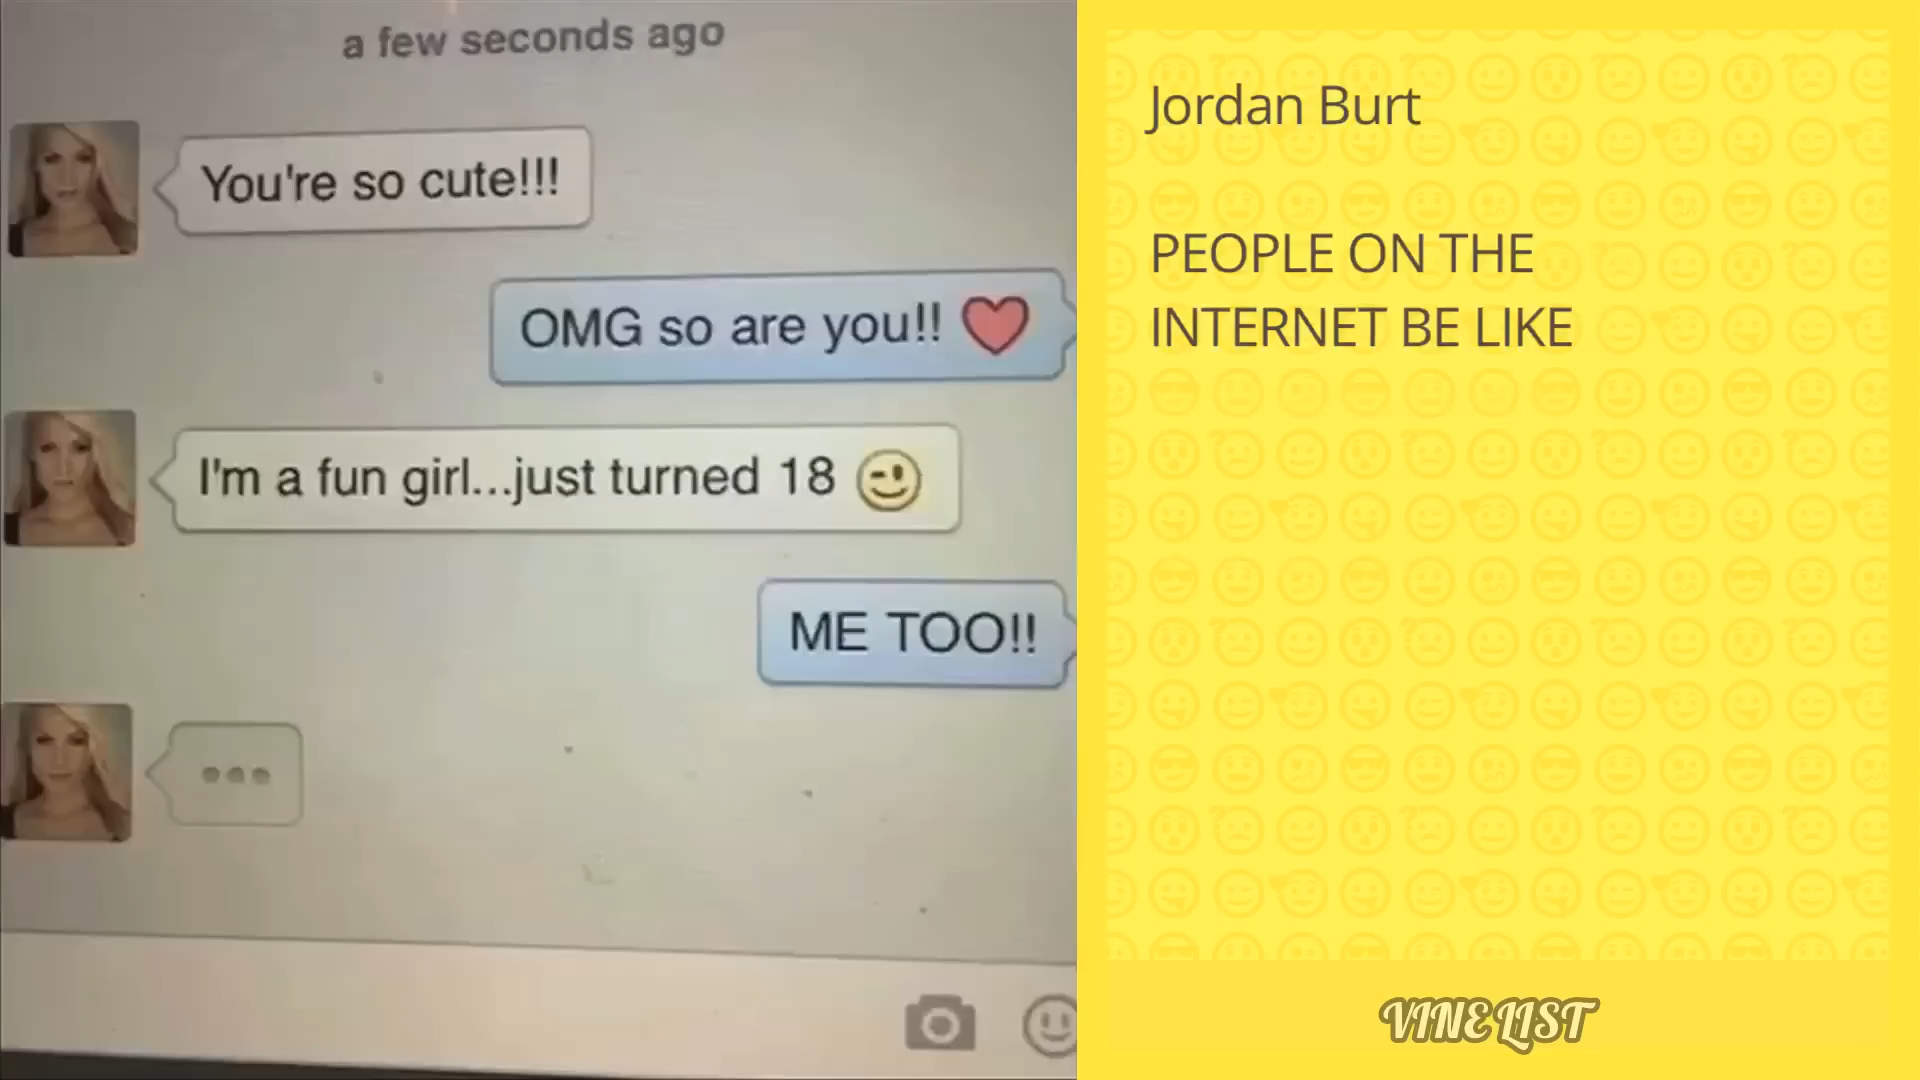 a few seconds ago
You're so cute!!!
OMG so are you!! ❤
I'm a fun girl...just turned 18 😉
ME TOO!!
Jordan Burt
PEOPLE ON THE
INTERNET BE LIKE
VINE LIST